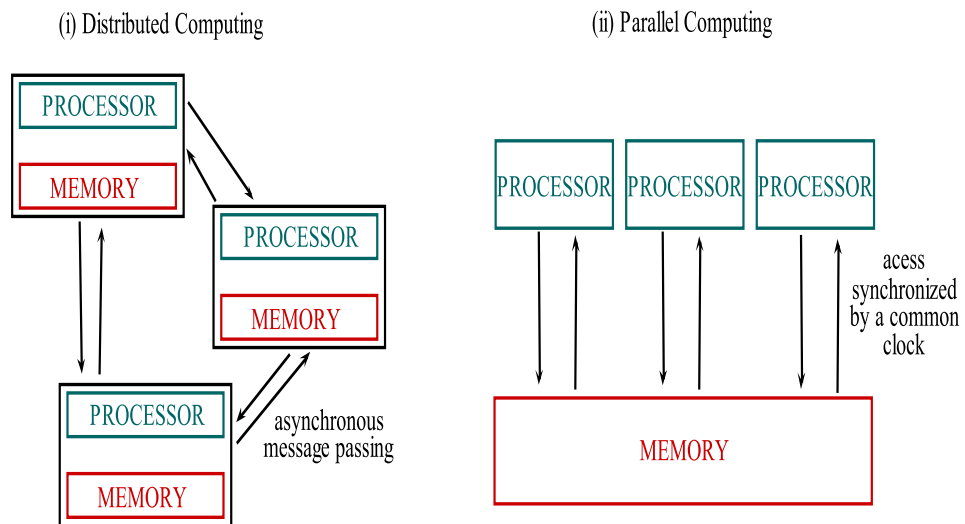 (i) Distributed Computing
PROCESSOR
MEMORY
PROCESSOR
MEMORY
PROCESSOR
MEMORY
asynchronous
message passing
(ii) Parallel Computing
PROCESSOR
PROCESSOR
PROCESSOR
acess
synchronized
by a common
clock
MEMORY